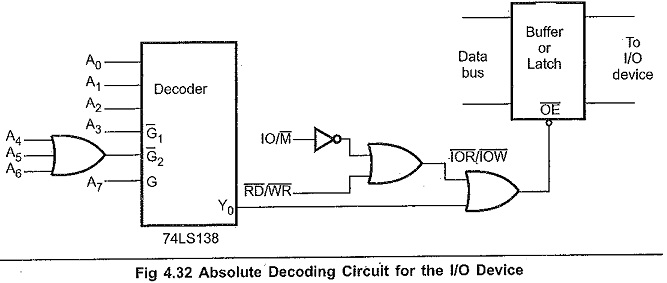 Buffer
or
Latch
OE
Data
bus
To
I/O
device
A0
A1
A2
A3
A4
A5
A6
A7
Decoder
G1
G2
G
Y0
74LS138
IO/M
RD/WR
IOR/IOW
Fig 4.32 Absolute Decoding Circuit for the I/O Device